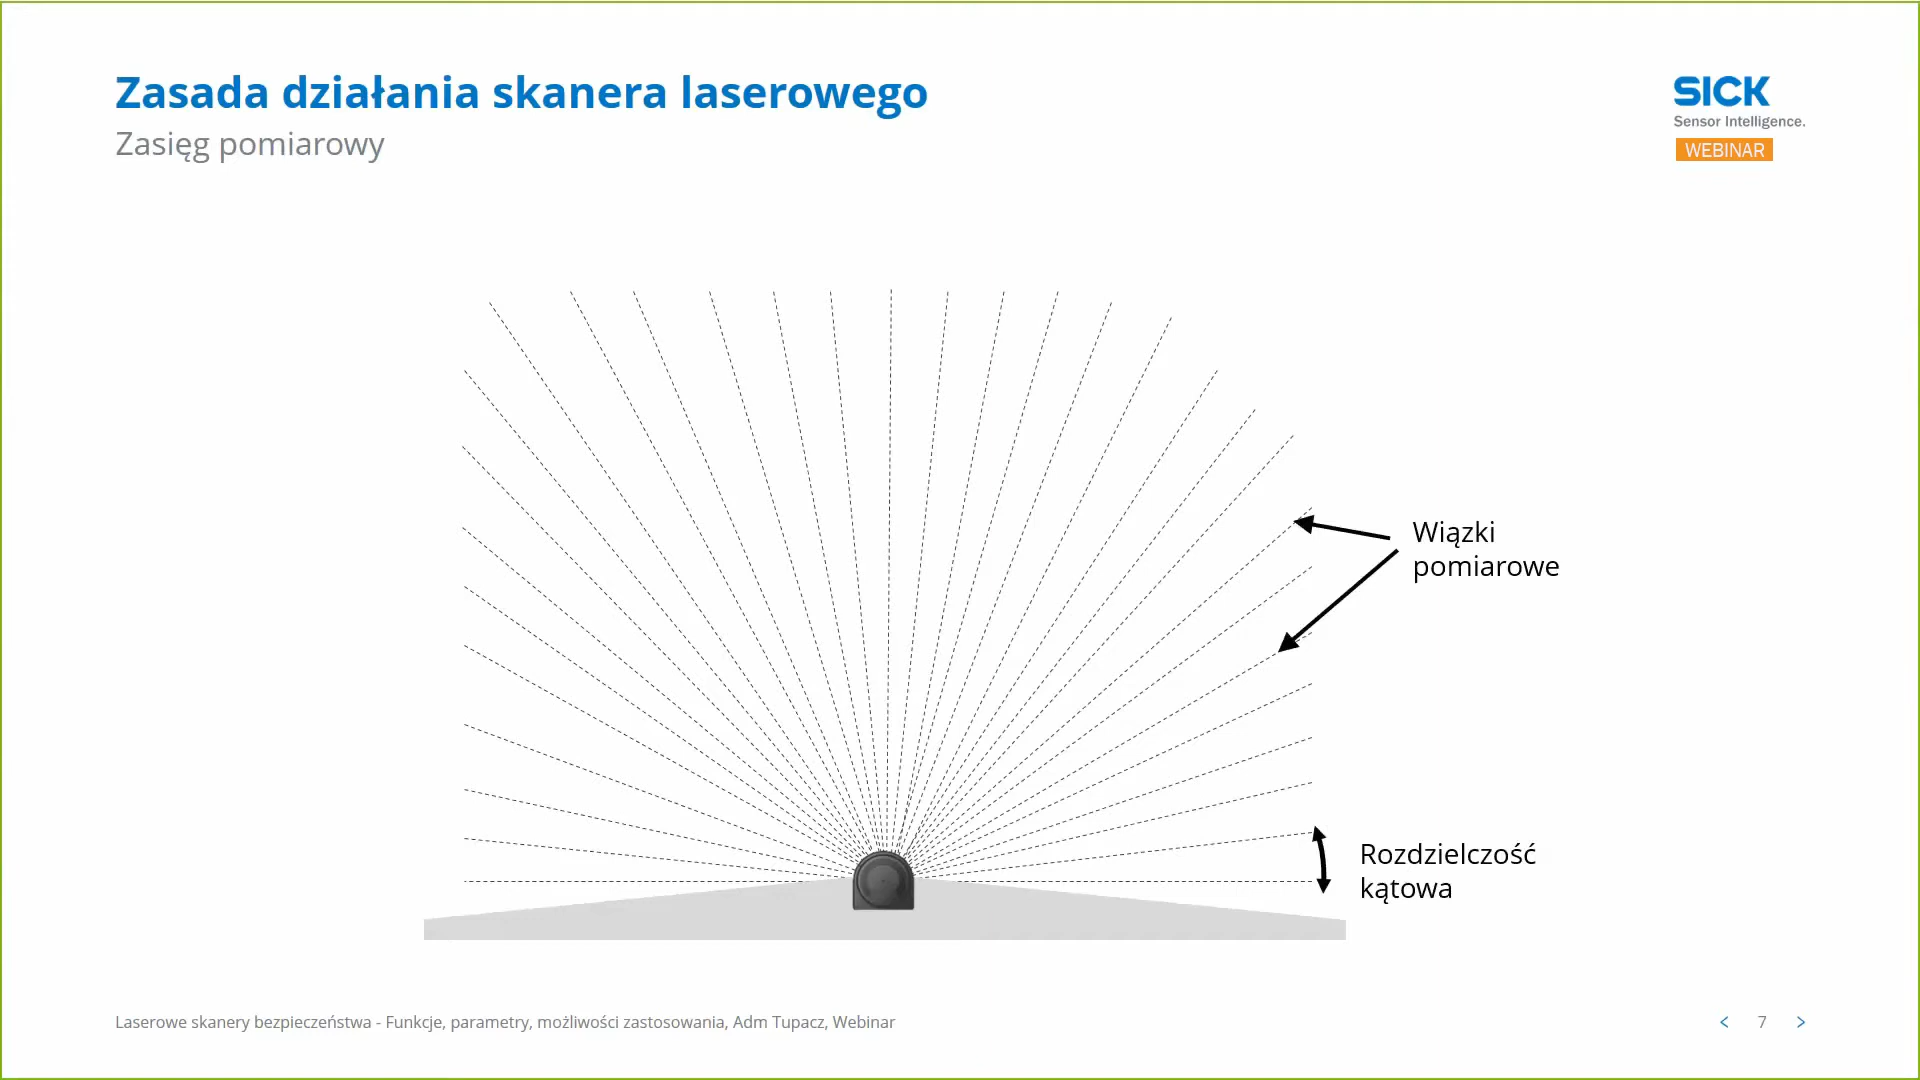 Zasada działania skanera laserowego
Zasięg pomiarowy
SICK
Sensor Intelligence.
WEBINAR
Wiązki
pomiarowe
Rozdzielczość
kątowa
Laserowe skanery bezpieczeństwa - Funkcje, parametry, możliwości zastosowania, Adm Tupacz, Webinar
< 7 >